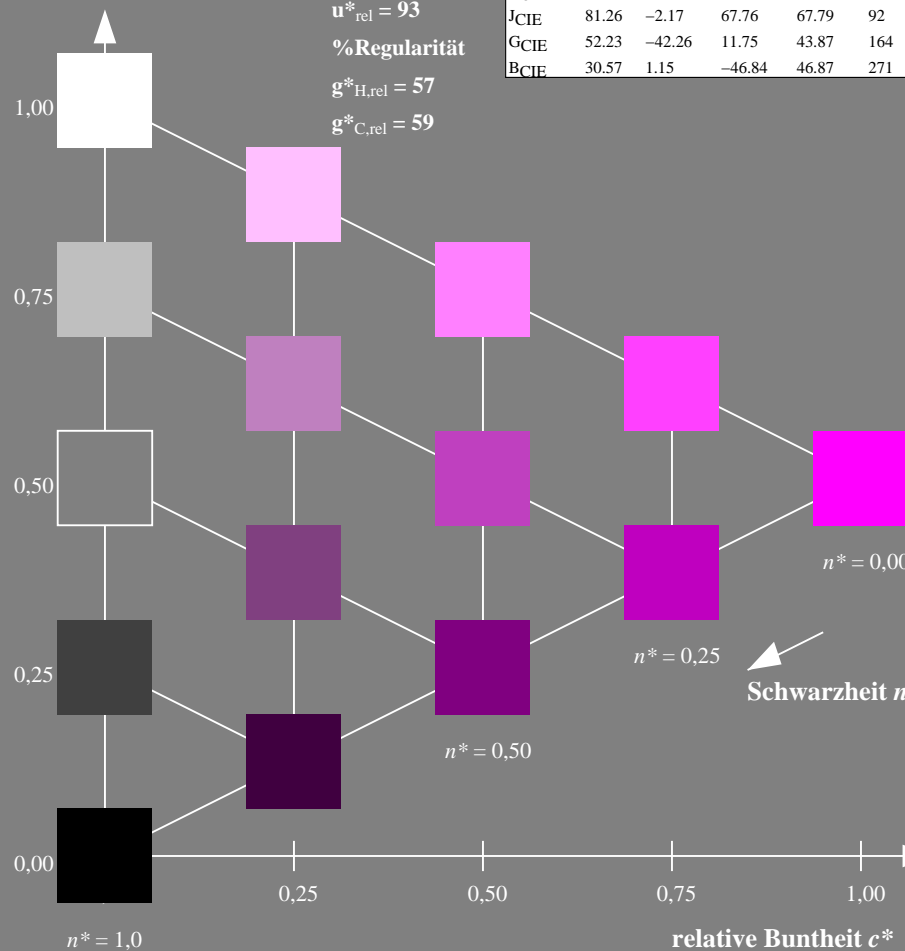 u*rel = 93
%Regularität
g*H,rel = 57
g*C,rel = 59
JCIE 81.26 −2.17 67.76 67.79 92
GCIE 52.23 −42.26 11.75 43.87 164
BCIE 30.57 1.15 −46.84 46.87 271
1,00
0,75
0,50
n* = 0,00
n* = 0,25
0,25
Schwarzheit n
n* = 0,50
0,00
0,25 0,50 0,75 1,00
n* = 1,0
relative Buntheit c*